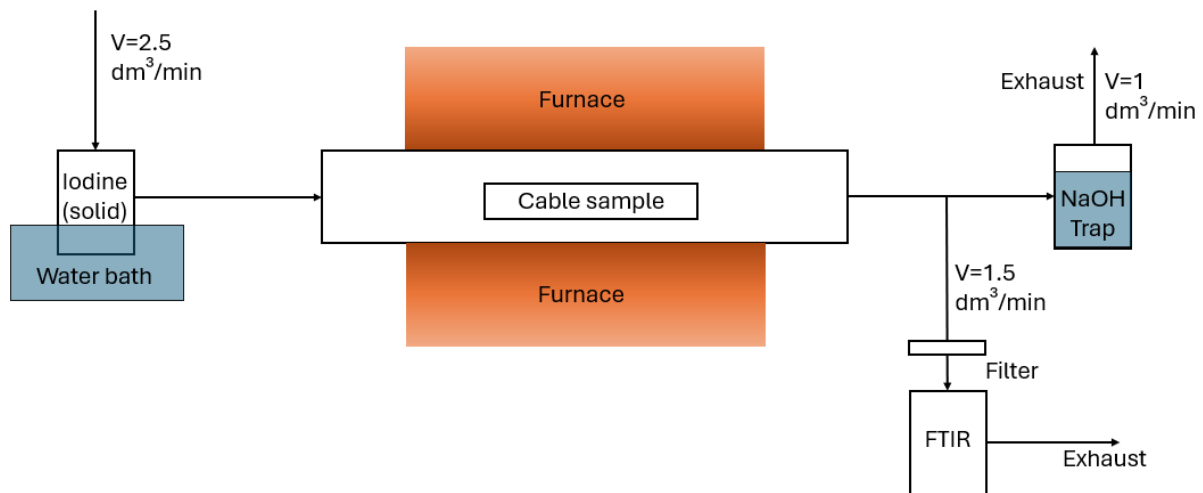 V=2.5
dm³/min
Iodine
(solid)
Water bath
Furnace
Cable sample
Furnace
Exhaust
V=1
dm³/min
NaOH
Trap
V=1.5
dm³/min
Filter
FTIR
Exhaust